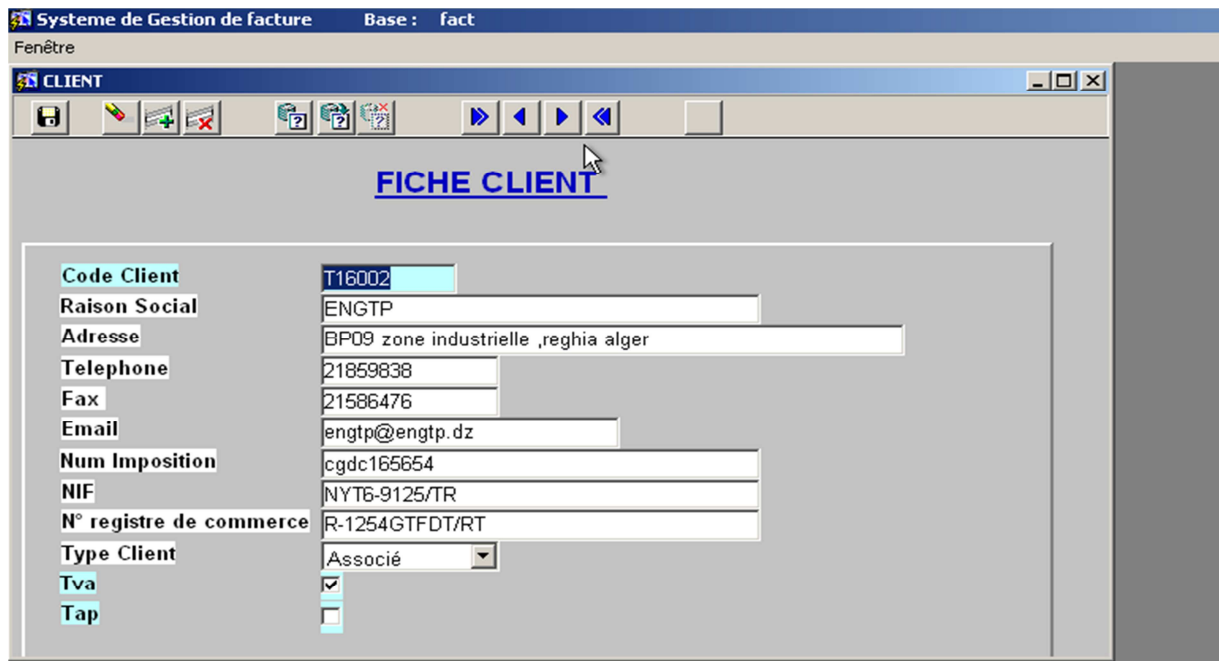 Systeme de Gestion de facture Base : fact
Fenêtre
CLIENT
FICHE CLIENT
Code Client T16002
Raison Social ENGTP
Adresse BP09 zone industrielle ,reghia alger
Telephone 21859838
Fax 21586476
Email engtp@engtp.dz
Num Imposition cgdc165654
NIF NYT6-9125/TR
N° registre de commerce R-1254GTFDT/RT
Type Client Associé
Tva
Tap